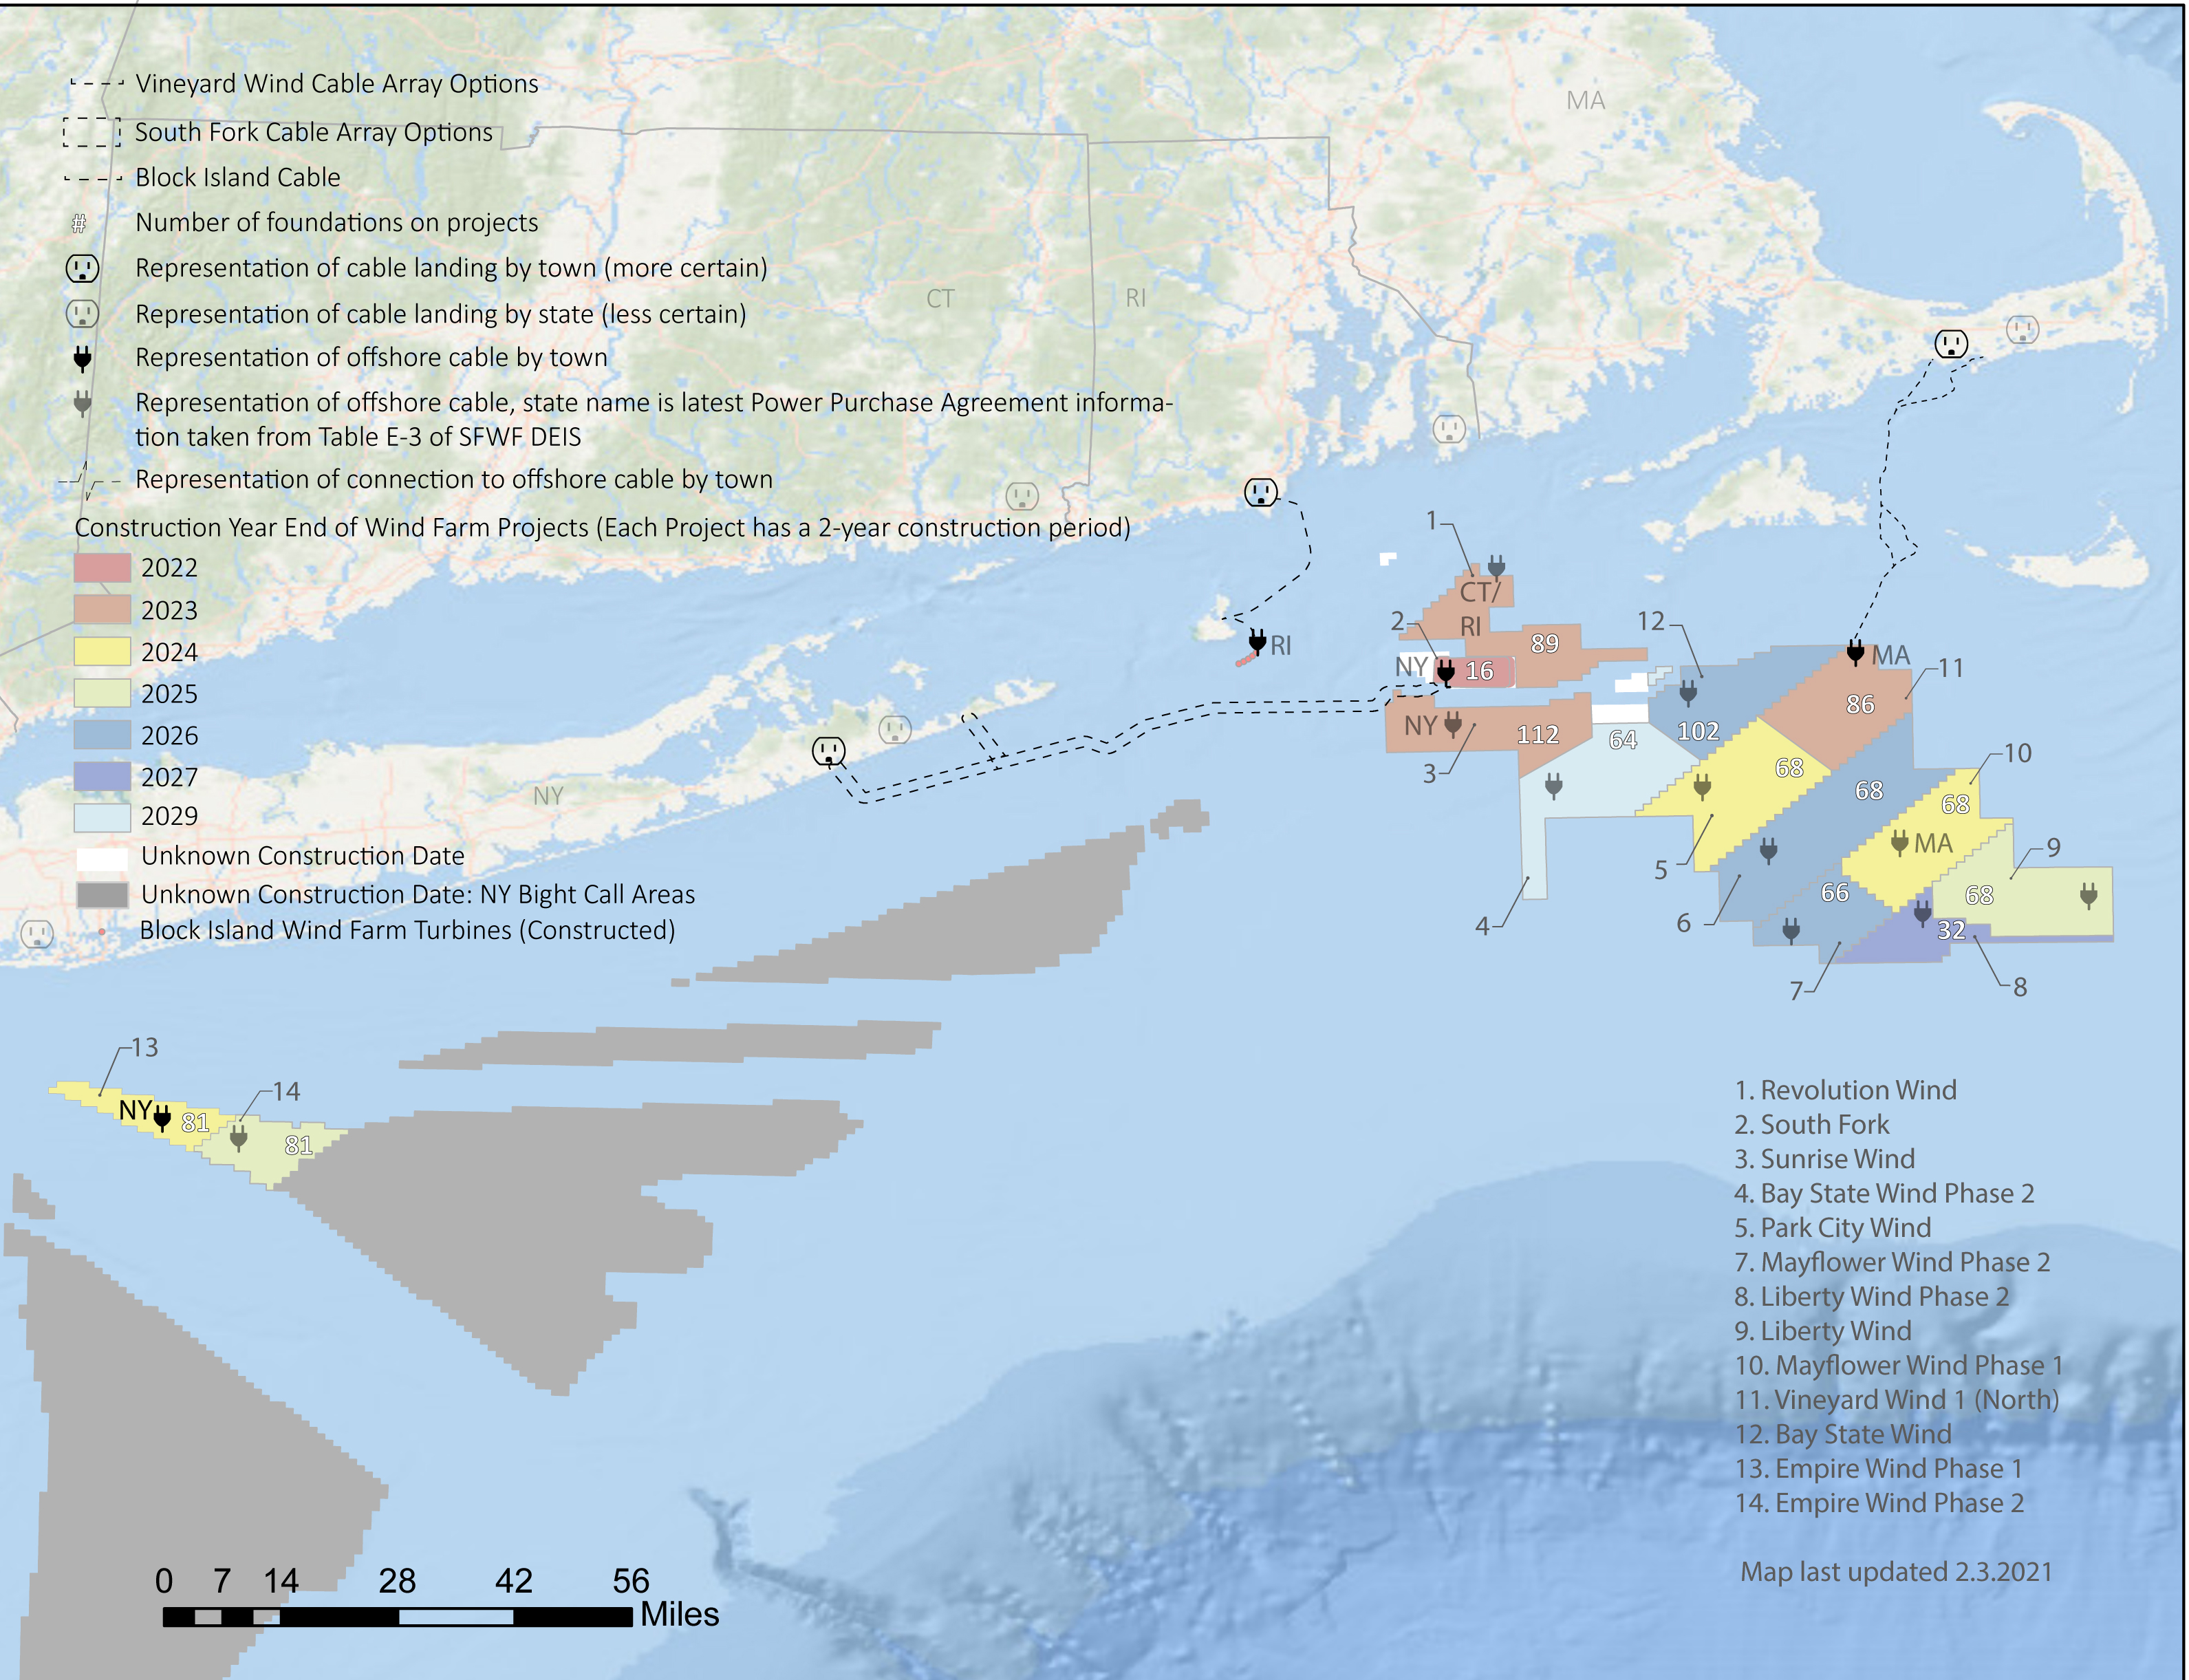 Vineyard Wind Cable Array Options
South Fork Cable Array Options
Block Island Cable
# Number of foundations on projects
Representation of cable landing by town (more certain)
Representation of cable landing by state (less certain)
Representation of offshore cable by town
Representation of offshore cable, state name is latest Power Purchase Agreement informa-
tion taken from Table E-3 of SFWF DEIS
Representation of connection to offshore cable by town
Construction Year End of Wind Farm Projects (Each Project has a 2-year construction period)
2022
2023
2024
2025
2026
2027
2029
Unknown Construction Date
Unknown Construction Date: NY Bight Call Areas
Block Island Wind Farm Turbines (Constructed)
MA
CT
RI
NY
RI
1
CT/
RI
2
89
NY
16
12
MA
11
86
NY
112
3
64
102
10
68
68
68
MA
9
5
66
68
4
6
32
7
8
13
NY
81
14
81
1. Revolution Wind
2. South Fork
3. Sunrise Wind
4. Bay State Wind Phase 2
5. Park City Wind
7. Mayflower Wind Phase 2
8. Liberty Wind Phase 2
9. Liberty Wind
10. Mayflower Wind Phase 1
11. Vineyard Wind 1 (North)
12. Bay State Wind
13. Empire Wind Phase 1
14. Empire Wind Phase 2
Map last updated 2.3.2021
0 7 14 28 42 56
Miles